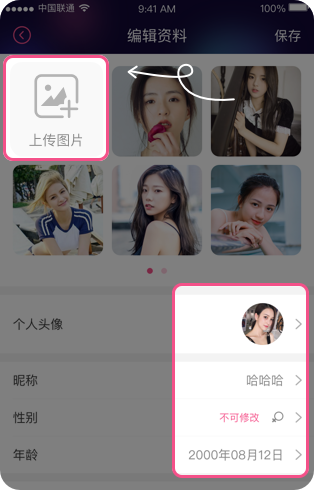 中国联通 9:41 AM 100%
编辑资料 保存
上传图片
个人头像
昵称 哈哈哈
性别 不可修改
年龄 2000年08月12日